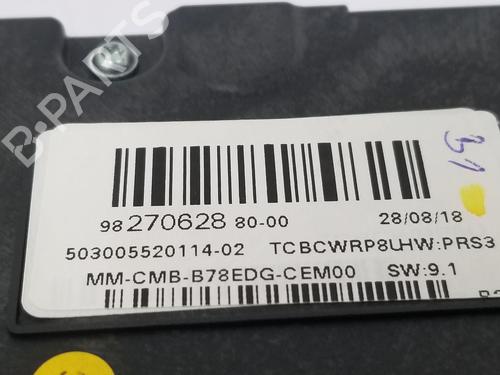 B-PARTS
31
98 270628 80-00 28/08/18
503005520114-02 TCBCWRP8LHW:PRS3
MM-CMB-B78EDG-CEM00 SW:9.1